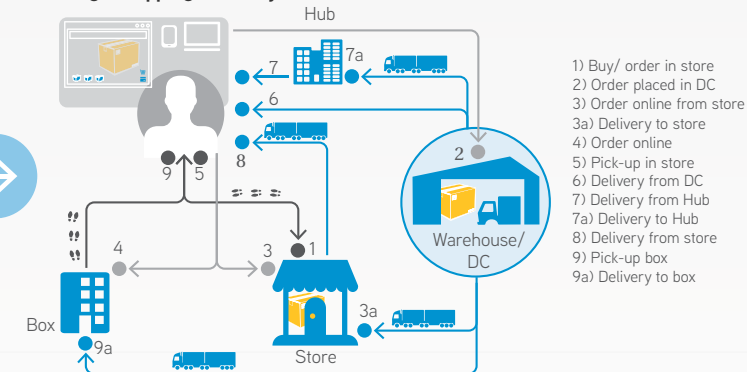 Hub
7a
7
6
8
2
9
5
4
3
1
Warehouse/
DC
3a
Box
9a
Store
1) Buy/ order in store
2) Order placed in DC
3) Order online from store
3a) Delivery to store
4) Order online
5) Pick-up in store
6) Delivery from DC
7) Delivery from Hub
7a) Delivery to Hub
8) Delivery from store
9) Pick-up box
9a) Delivery to box